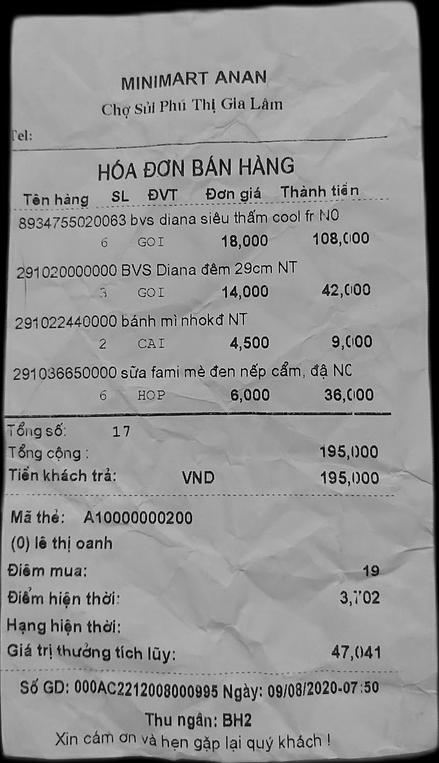 MINIMART ANAN
Chợ Sủi Phú Thị Gia Lâm
Tel:
HÓA ĐƠN BÁN HÀNG
Tên hàng SL ĐVT Đơn giá Thành tiền
8934755020063 bvs diana siêu thấm cool fr N0
6 GOI 18,000 108,000
291020000000 BVS Diana đêm 29cm NT
3 GOI 14,000 42,000
291022440000 bánh mì nhokđ NT
2 CAI 4,500 9,000
291036650000 sữa fami mè đen nếp cẩm, đậ NC
6 HOP 6,000 36,000
Tổng số: 17
Tổng cộng : 195,000
Tiền khách trả: VND 195,000
Mã thẻ: A10000000200
(0) lê thị oanh
Điểm mua: 19
Điểm hiện thời: 3,702
Hạng hiện thời:
Giá trị thưởng tích lũy: 47,041
Số GD: 000AC2212008000995 Ngày: 09/08/2020-07:50
Thu ngân: BH2
Xin cám ơn và hẹn gặp lại quý khách !